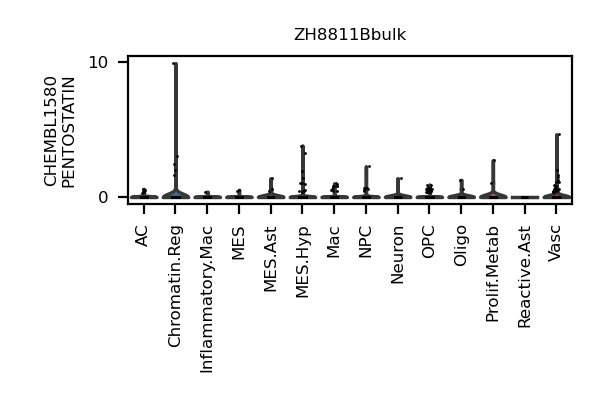 ZH8811Bbulk
CHEMBL1580
PENTOSTATIN
10
0
AC
Chromatin.Reg
Inflammatory.Mac
MES
MES.Ast
MES.Hyp
Mac
NPC
Neuron
OPC
Oligo
Prolif.Metab
Reactive.Ast
Vasc